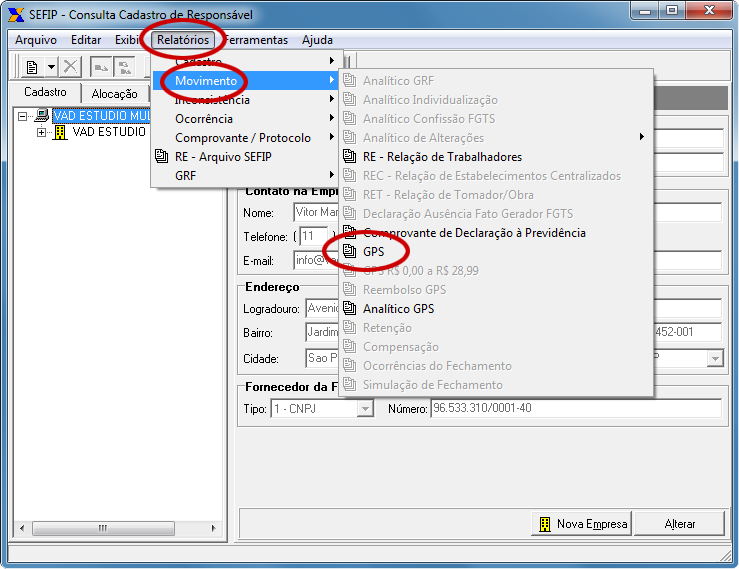 SEFIP - Consulta Cadastro de Responsável
Arquivo Editar Exibi Relatórios Ferramentas Ajuda
Cadastro
Movimento
Inconsistência
Ocorrência
Comprovante / Protocolo
RE - Arquivo SEFIP
GRF
Analítico GRF
Analítico Individualização
Analítico Confissão FGTS
Analítico de Alterações
RE - Relação de Trabalhadores
REC - Relação de Estabelecimentos Centralizados
RET - Relação de Tomador/Obra
Declaração Ausência Fato Gerador FGTS
Comprovante de Declaração à Previdência
GPS
GPS R$ 0,00 a R$ 28,99
Reembolso GPS
Analítico GPS
Retenção
Compensação
Ocorrências do Fechamento
Simulação de Fechamento
Cadastro Alocação
VAD ESTUDIO MUL
VAD ESTUDIO
Contato na Emp
Nome: Vitor Mar
Telefone: ( 11 )
E-mail: info@
Endereço
Logradouro: Aveni
Bairro: Jardim 452-001
Cidade: Sao P P
Fornecedor da F
Tipo: 1 - CNPJ Número: 96.533.310/0001-40
Nova Empresa Alterar